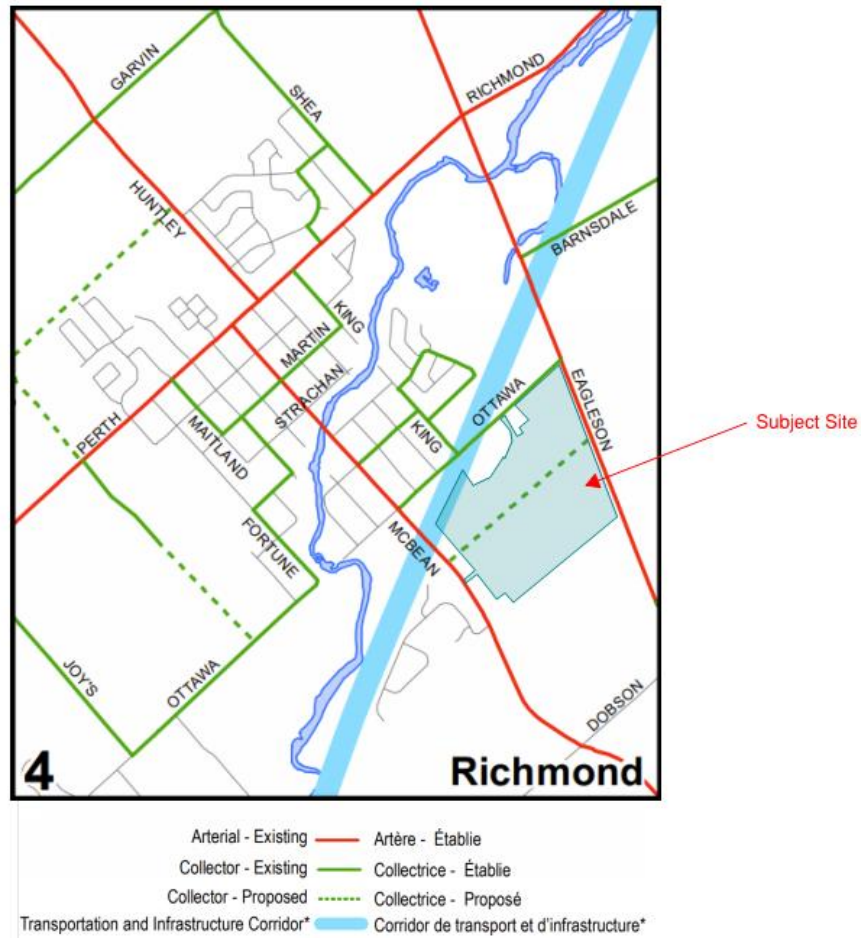 GARVIN
SHEA
RICHMOND
HUNTLEY
BARNSDALE
KING
MARTIN
STRACHAN
OTTAWA
EAGLESON
Subject Site
PERTH
MAITLAND
KING
FORTUNE
MCBEAN
JOY'S
OTTAWA
DOBSON
4
Richmond
Arterial - Existing Artère - Établie
Collector - Existing Collectrice - Établie
Collector - Proposed Collectrice - Proposé
Transportation and Infrastructure Corridor* Corridor de transport et d'infrastructure*